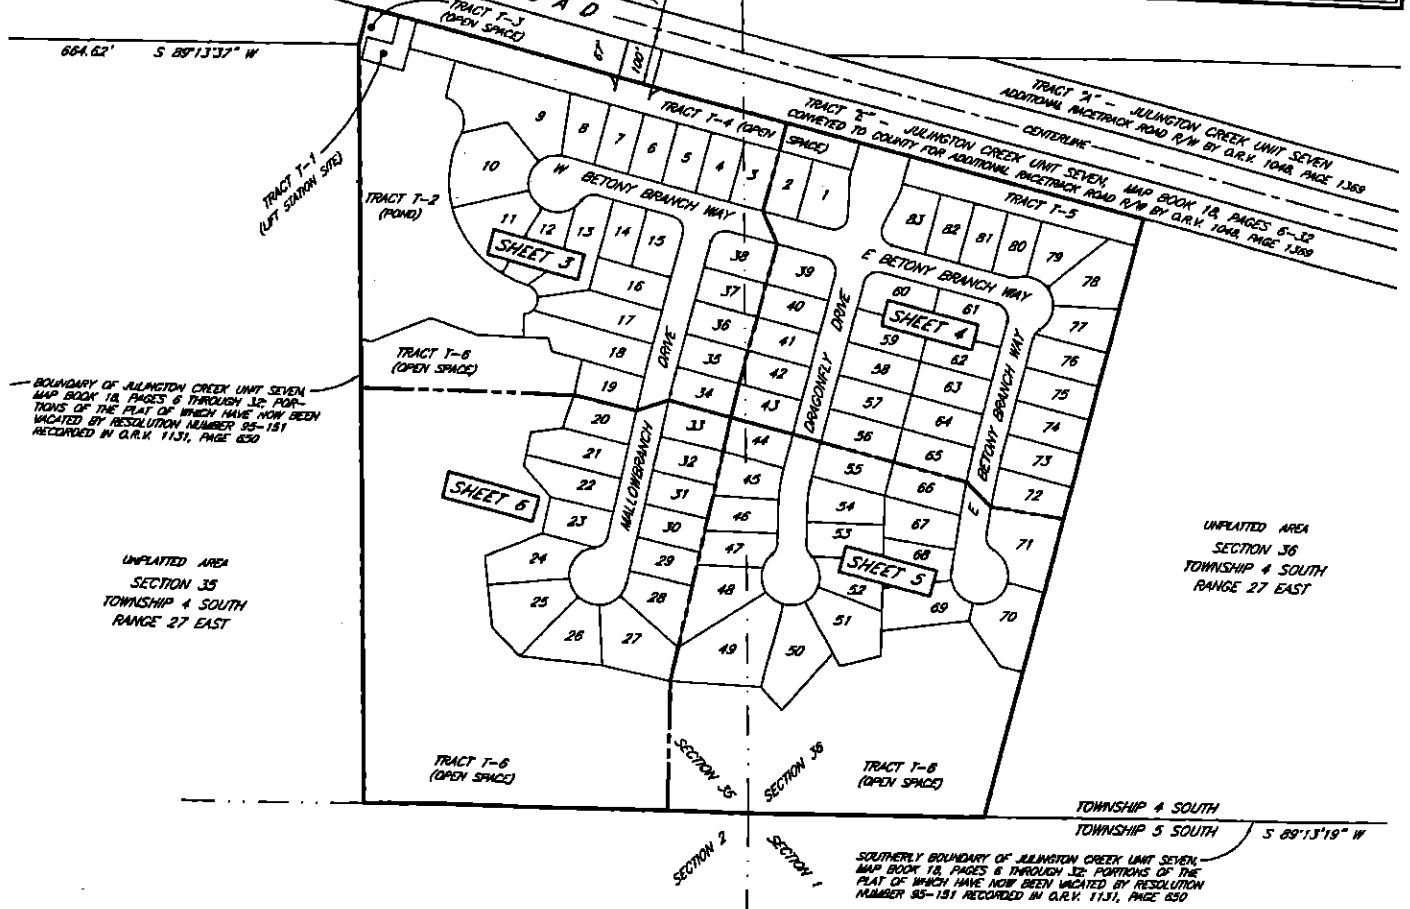 R O A D
TRACT T-3
(OPEN SPACE)
664.62' S 89°13'37" W
67'
100'
TRACT "A" - JULINGTON CREEK UNIT SEVEN
ADDITIONAL RACETRACK ROAD R/W BY O.R.V. 1048, PAGE 1369
CENTERLINE
TRACT "E" - JULINGTON CREEK UNIT SEVEN, MAP BOOK 18, PAGES 6-32
CONVEYED TO COUNTY FOR ADDITIONAL RACETRACK ROAD R/W BY O.R.V. 1048, PAGE 1369
TRACT T-4 (OPEN SPACE)
TRACT T-5
TRACT T-1
(LIFT STATION SITE)
TRACT T-2
(POND)
9
8
7
6
5
4
3
2
1
10
W BETONY BRANCH WAY
83
82
81
80
79
78
11
12
13
14
15
SHEET 3
38
39
E BETONY BRANCH WAY
16
37
40
60
61
SHEET 4
77
17
36
41
59
62
76
18
35
42
58
63
75
19
34
43
57
64
74
DRIVE
DRAGONFLY DRIVE
E BETONY BRANCH WAY
TRACT T-6
(OPEN SPACE)
BOUNDARY OF JULINGTON CREEK UNIT SEVEN,
MAP BOOK 18, PAGES 6 THROUGH 32; POR-
TIONS OF THE PLAT OF WHICH HAVE NOW BEEN
VACATED BY RESOLUTION NUMBER 95-151
RECORDED IN O.R.V. 1131, PAGE 650
20
33
44
56
65
73
21
32
45
55
66
72
22
31
46
54
67
71
SHEET 6
MALLOWBRANCH
23
30
47
53
68
SHEET 5
24
29
48
52
69
70
25
28
51
26
27
49
50
UNPLATTED AREA
SECTION 35
TOWNSHIP 4 SOUTH
RANGE 27 EAST
UNPLATTED AREA
SECTION 36
TOWNSHIP 4 SOUTH
RANGE 27 EAST
TRACT T-6
(OPEN SPACE)
SECTION 35
SECTION 36
TRACT T-6
(OPEN SPACE)
TOWNSHIP 4 SOUTH
TOWNSHIP 5 SOUTH
S 89°13'19" W
SECTION 2
SECTION 1
SOUTHERLY BOUNDARY OF JULINGTON CREEK UNIT SEVEN,
MAP BOOK 18, PAGES 6 THROUGH 32; PORTIONS OF THE
PLAT OF WHICH HAVE NOW BEEN VACATED BY RESOLUTION
NUMBER 95-151 RECORDED IN O.R.V. 1131, PAGE 650